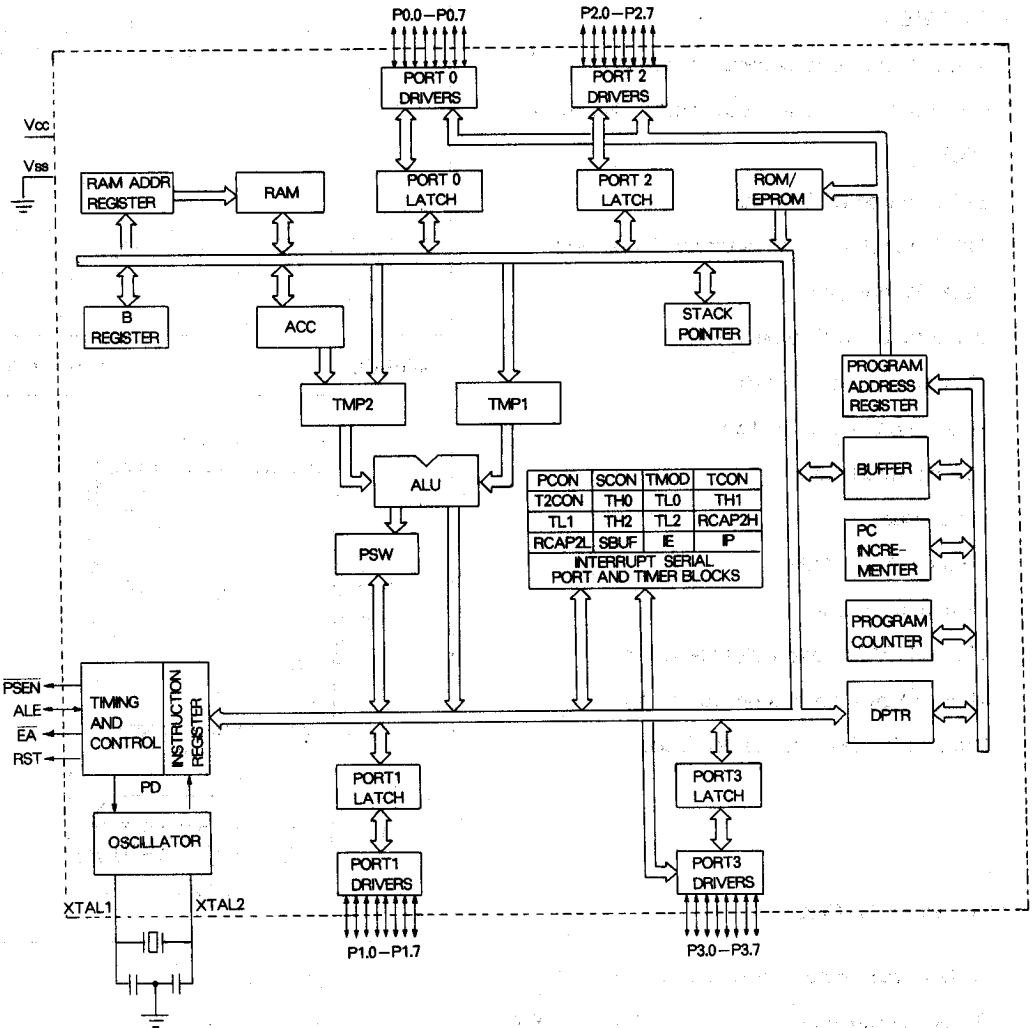 P0.0–P0.7
P2.0–P2.7
PORT 0
DRIVERS
PORT 2
DRIVERS
Vcc
Vss
RAM ADDR
REGISTER
RAM
PORT 0
LATCH
PORT 2
LATCH
ROM/
EPROM
B
REGISTER
ACC
STACK
POINTER
PROGRAM
ADDRESS
REGISTER
TMP2
TMP1
ALU
BUFFER
PCON SCON TMOD TCON
T2CON TH0 TL0 TH1
TL1 TH2 TL2 RCAP2H
RCAP2L SBUF IE IP
INTERRUPT SERIAL
PORT AND TIMER BLOCKS
PSW
PC
INCRE-
MENTER
PROGRAM
COUNTER
PSEN
ALE
EA
RST
TIMING
AND
CONTROL
INSTRUCTION
REGISTER
DPTR
PD
OSCILLATOR
PORT1
LATCH
PORT3
LATCH
PORT1
DRIVERS
PORT3
DRIVERS
XTAL1
XTAL2
P1.0–P1.7
P3.0–P3.7